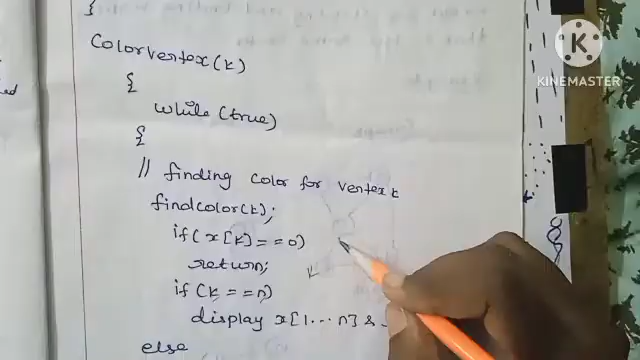 {
ColorVertex(k)
{
while(true)
{
// finding color for vertex k
findcolor(k);
if(x[k]==0)
return;
if(k==n)
display x[1...n] &
else
KINEMASTER